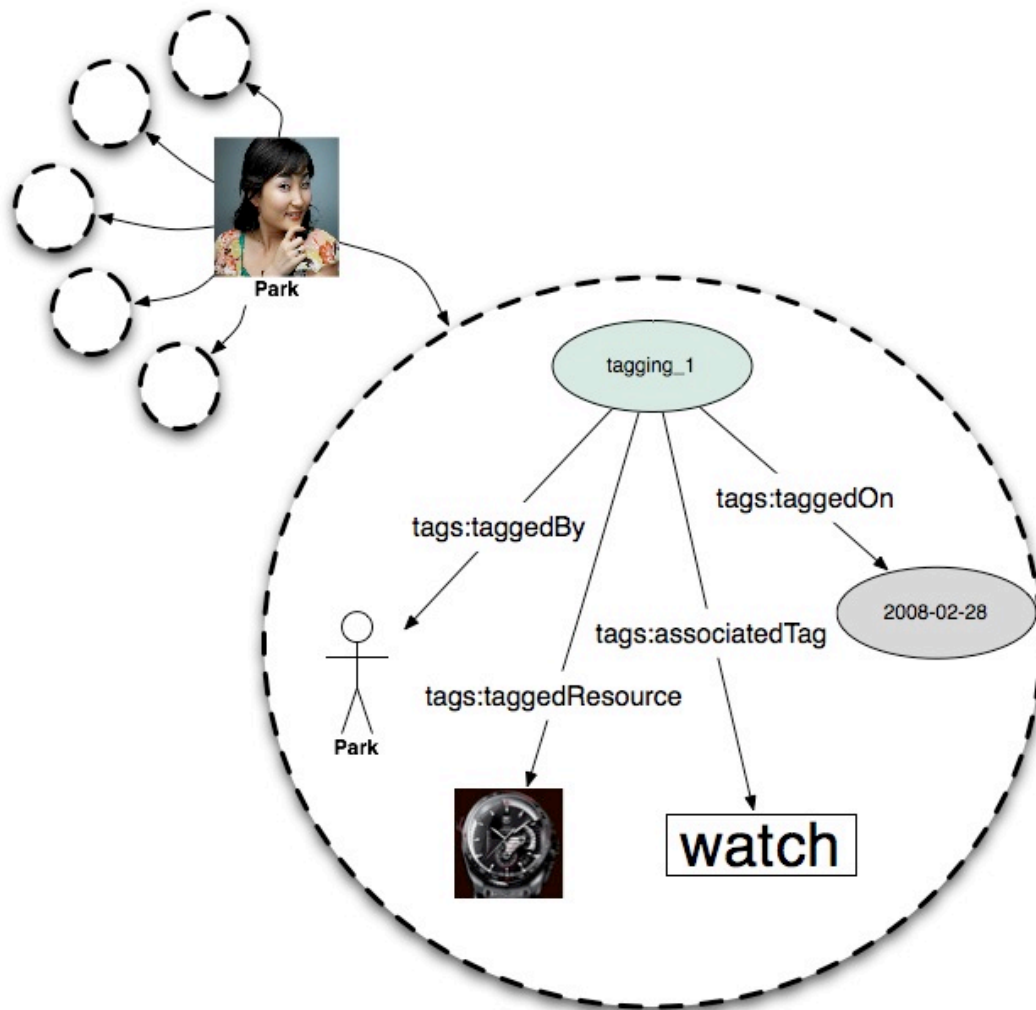 Park
tagging_1
tags:taggedOn
tags:taggedBy
2008-02-28
tags:associatedTag
tags:taggedResource
Park
watch